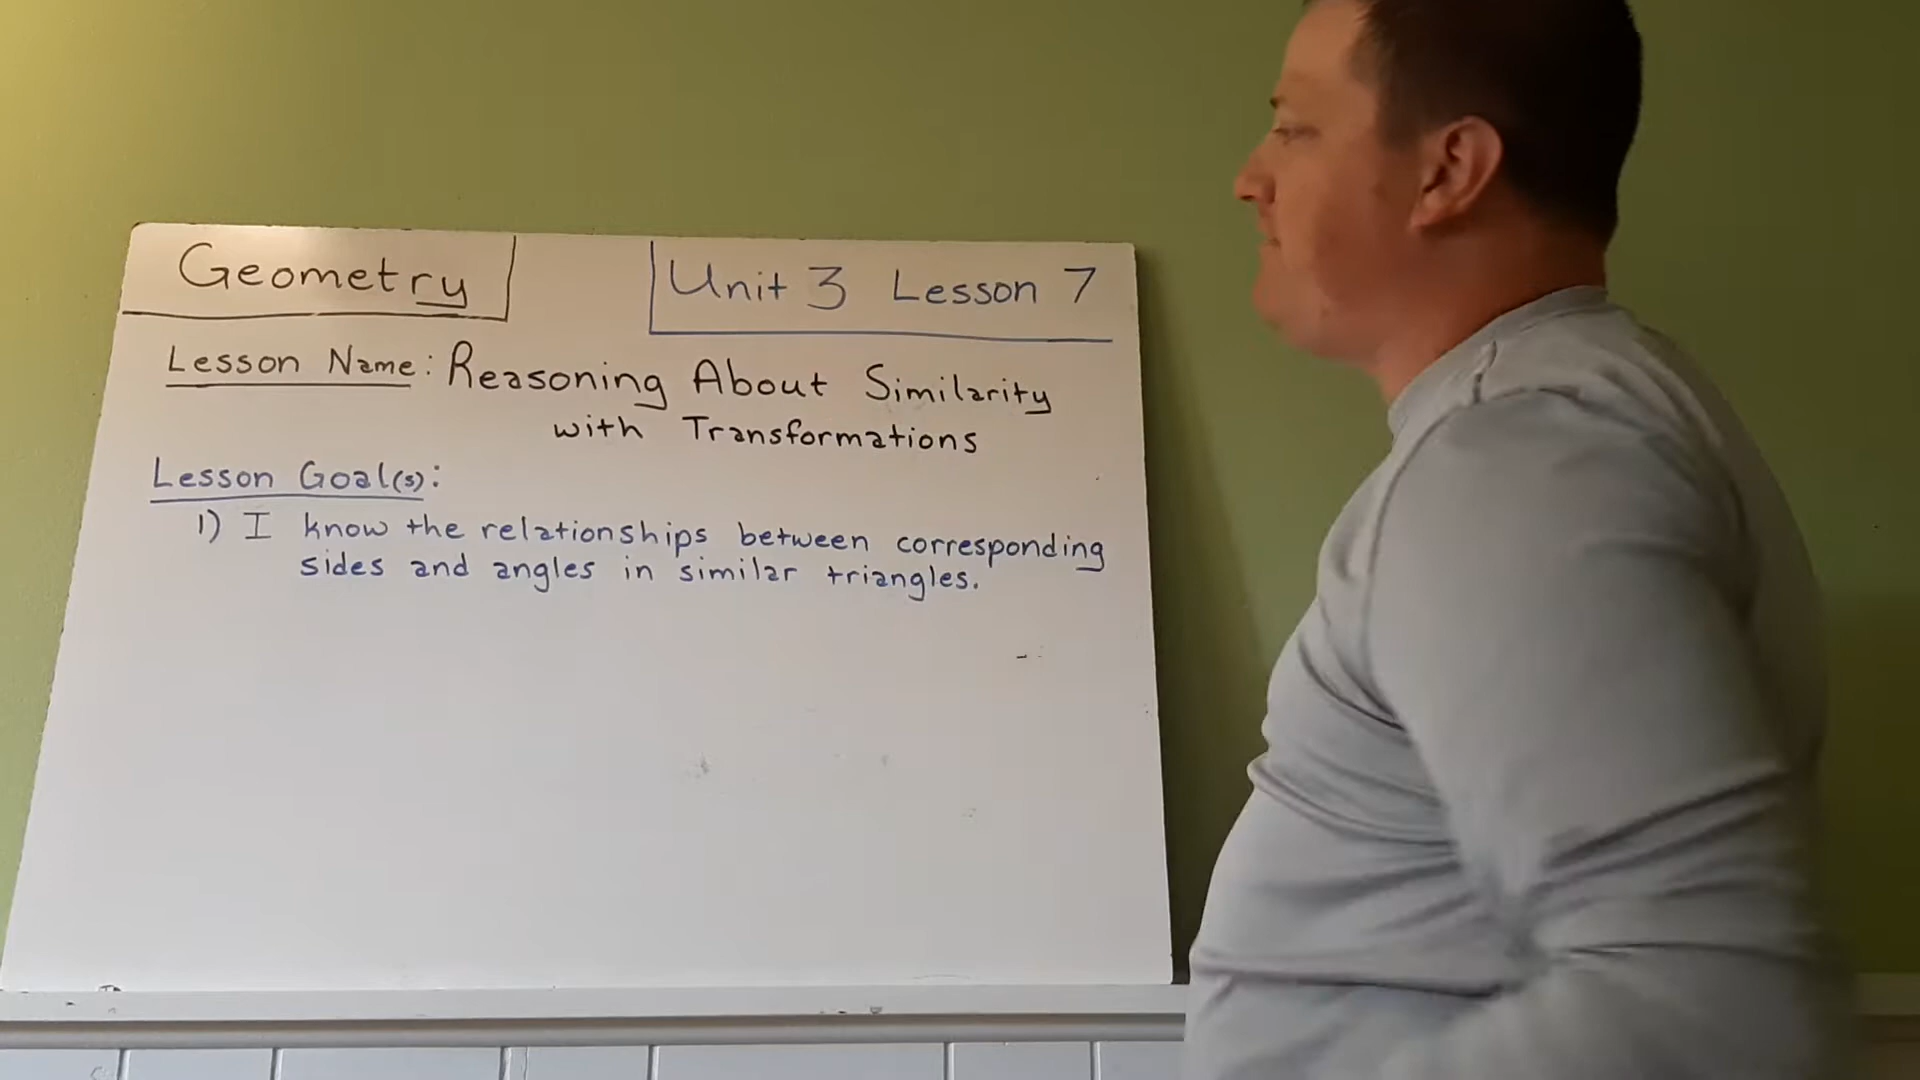 Geometry
Unit 3 Lesson 7
Lesson Name: Reasoning About Similarity
with Transformations
Lesson Goal(s):
1) I know the relationships between corresponding
sides and angles in similar triangles.